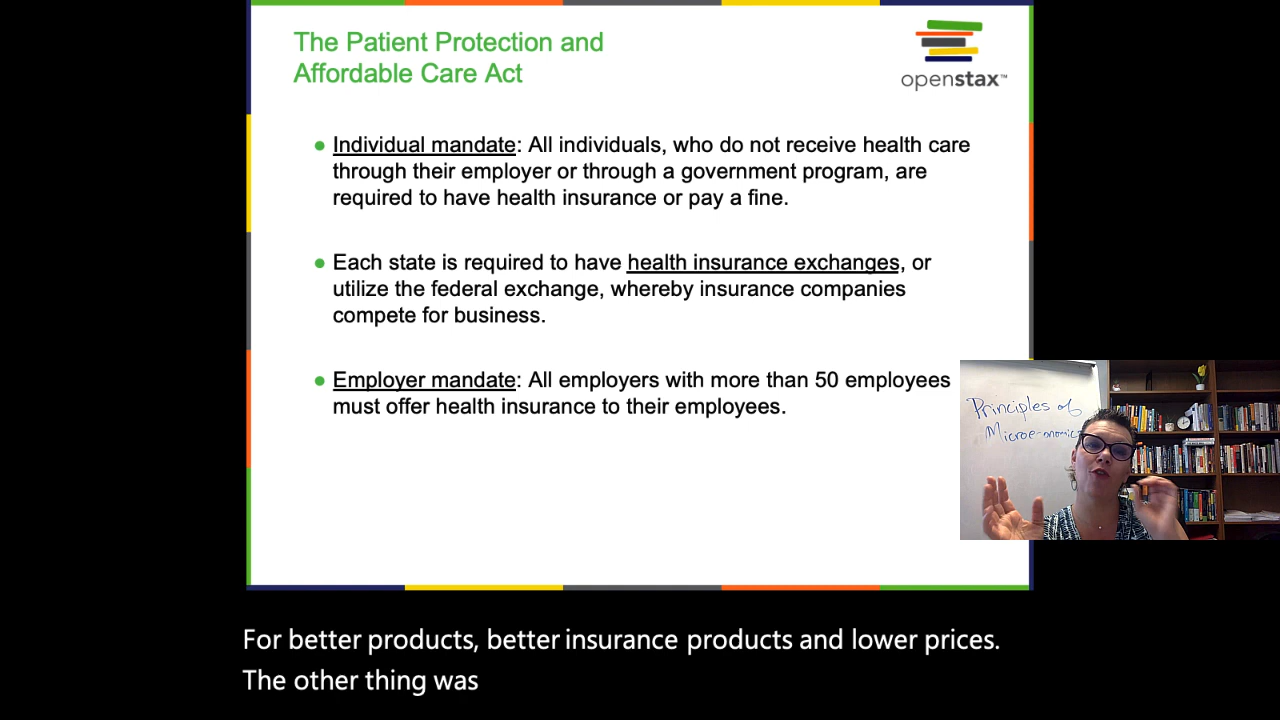 The Patient Protection and
Affordable Care Act
openstax™
● Individual mandate: All individuals, who do not receive health care
through their employer or through a government program, are
required to have health insurance or pay a fine.
● Each state is required to have health insurance exchanges, or
utilize the federal exchange, whereby insurance companies
compete for business.
● Employer mandate: All employers with more than 50 employees
must offer health insurance to their employees.
Principles of
For better products, better insurance products and lower prices.
The other thing was